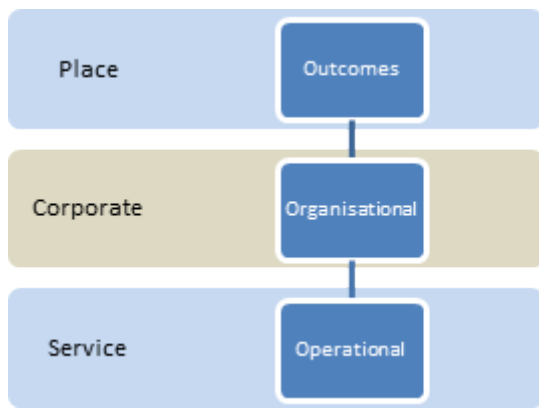 Place
Outcomes
Corporate
Organisational
Service
Operational